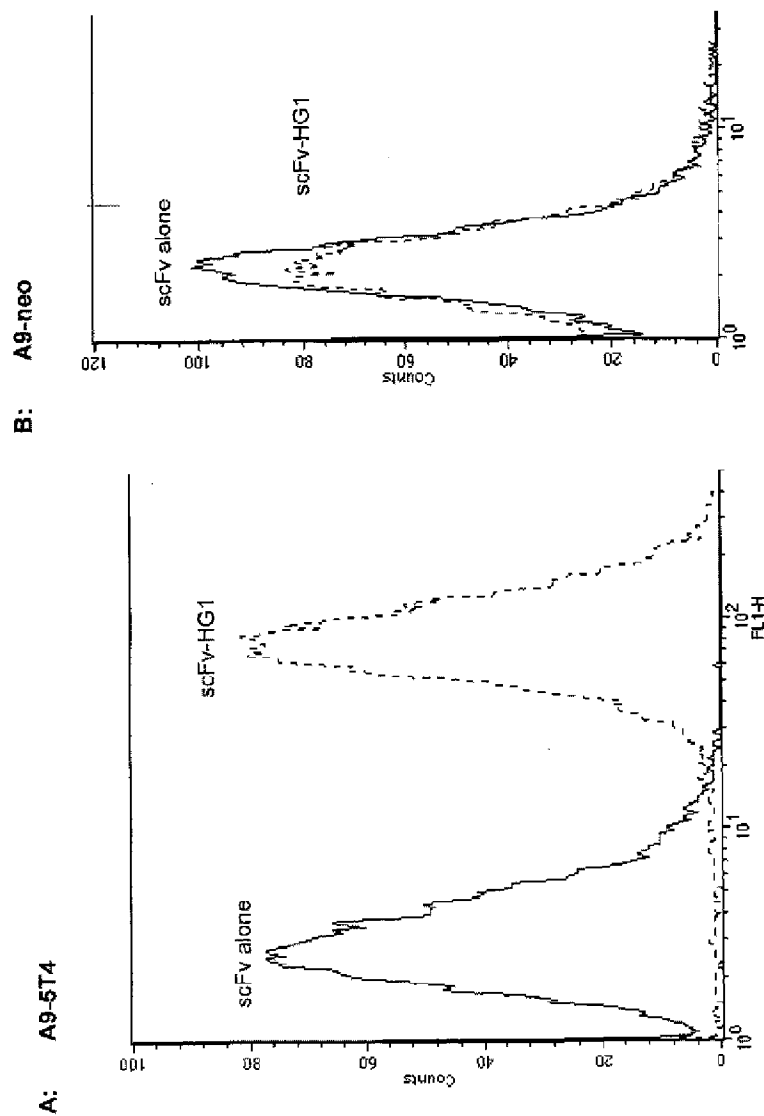 A: A9-5T4
100
80
60
40
20
0
Counts
scFv alone
scFv-HG1
10⁰
10¹
10²
FL1-H
B: A9-neo
120
100
80
60
40
20
0
Counts
scFv alone
scFv-HG1
10⁰
10¹